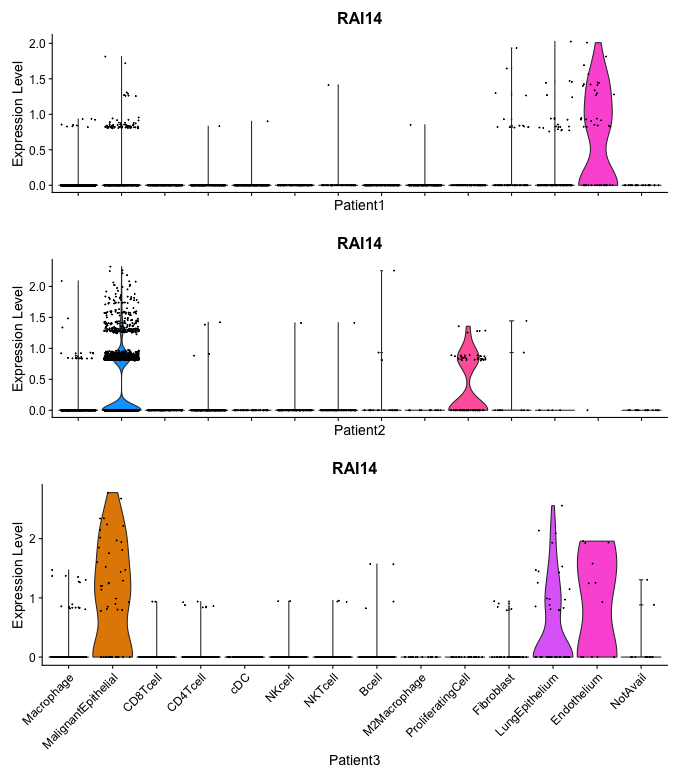 RAI14
Expression Level
2.0
1.5
1.0
0.5
0.0
Patient1
RAI14
Expression Level
2.0
1.5
1.0
0.5
0.0
Patient2
RAI14
Expression Level
2
1
0
Macrophage
MalignantEpithelial
CD8Tcell
CD4Tcell
cDC
NKcell
NKTcell
Bcell
M2Macrophage
ProliferatingCell
Fibroblast
LungEpithelium
Endothelium
NotAvail
Patient3